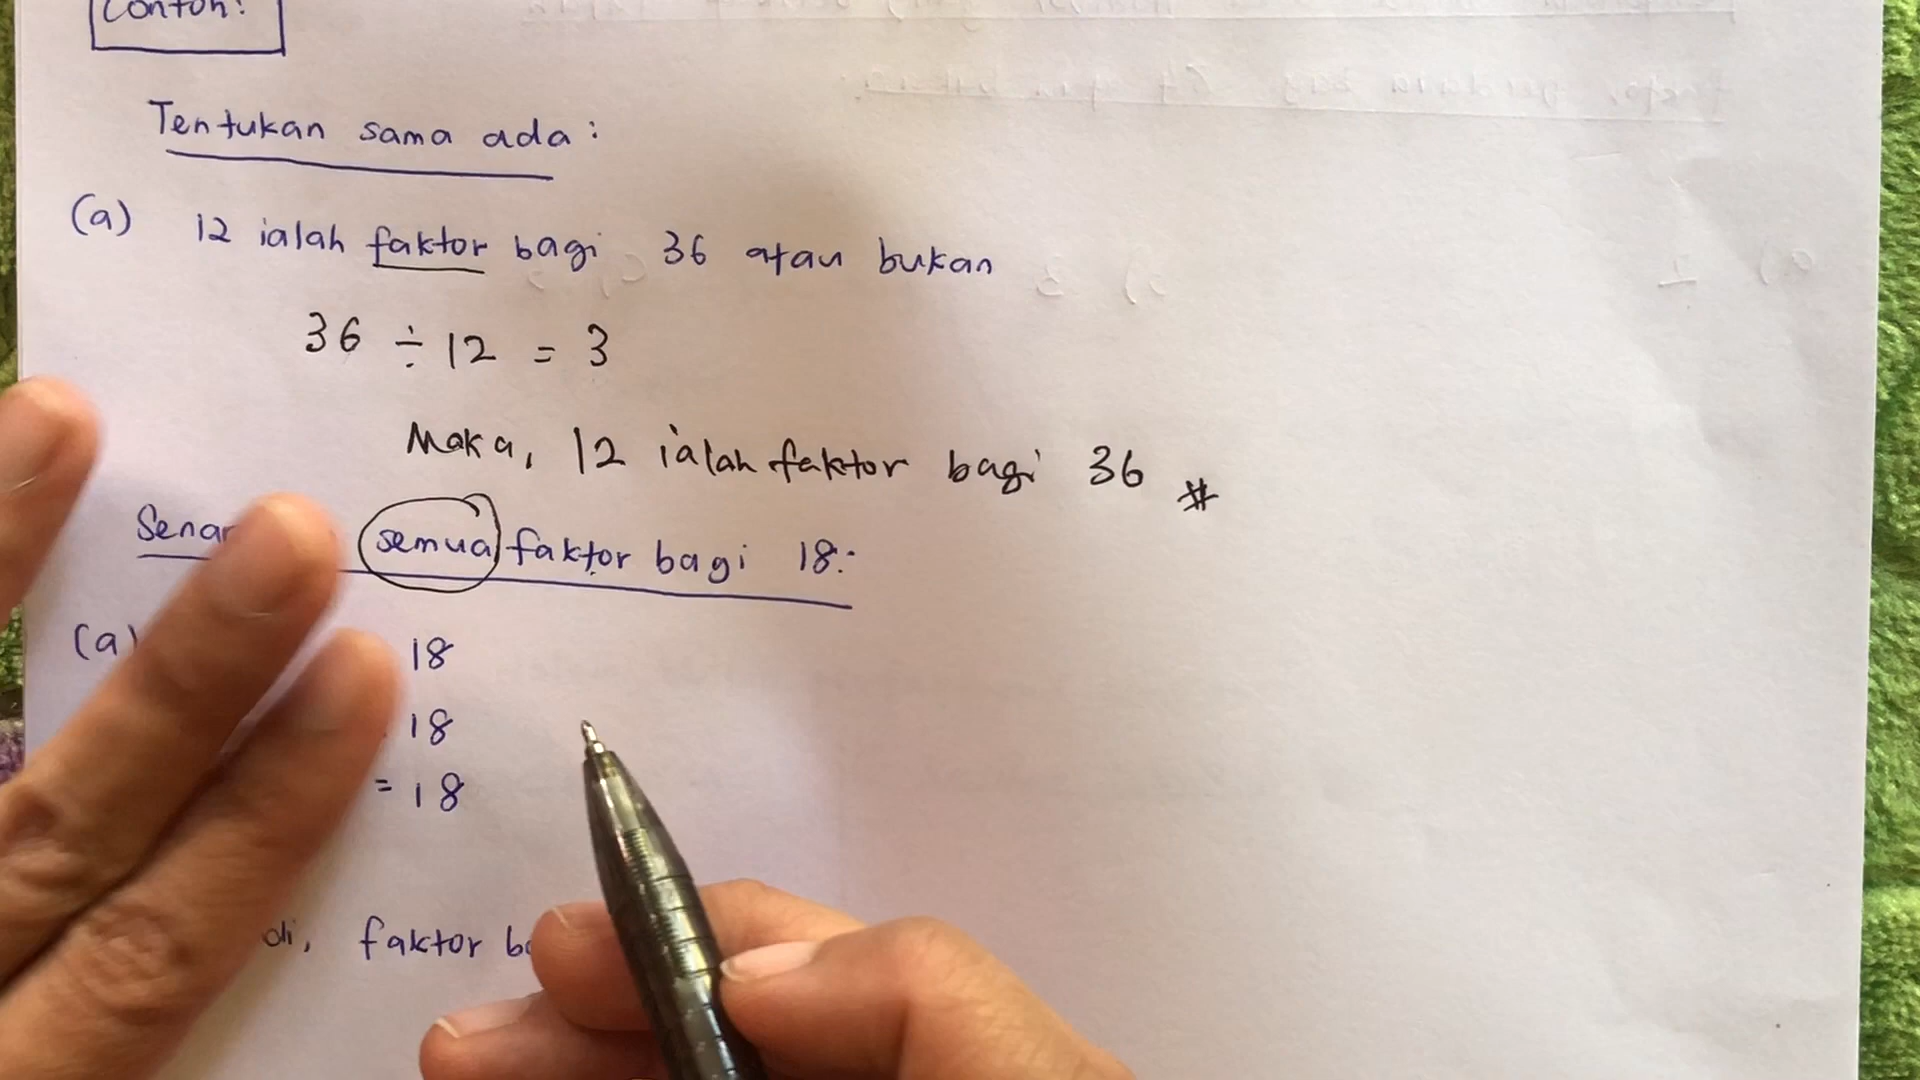 Contoh:
Tentukan sama ada:
(a) 12 ialah faktor bagi 36 atau bukan
36 ÷ 12 = 3
Maka, 12 ialah faktor bagi 36 #
semua faktor bagi 18:-
(a) 18
18
= 18
faktor